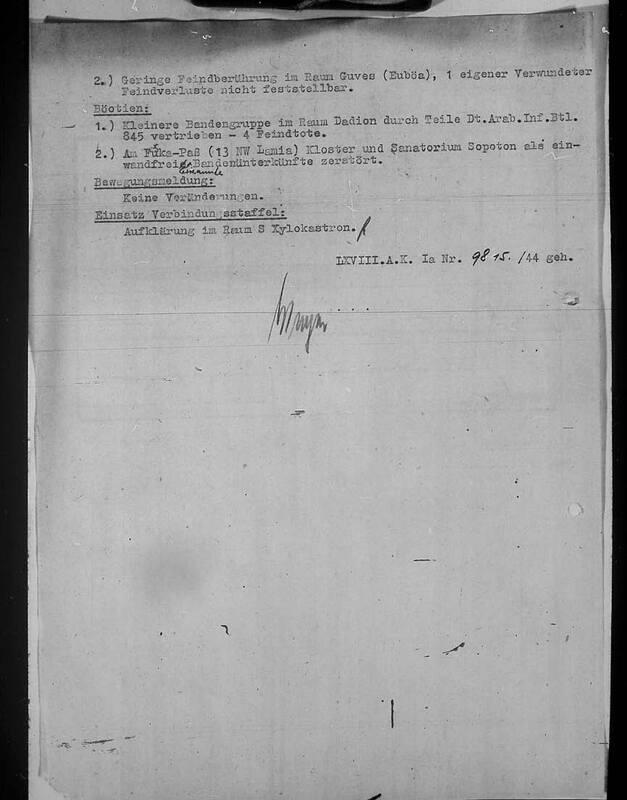 2.) Geringe Feindberührung im Raum Guves (Euböa), 1 eigener Verwundeter
Feindverluste nicht feststellbar.
Böotien:
1.) Kleinere Bandengruppe im Raum Dadion durch Teile Dt.Arab.Inf.Btl.
845 vertrieben - 4 Feindtote.
2.) Am Furka-Paß (13 NW Lamia) Kloster und Sanatorium Sopoton als ein-
wandfrei erkannte Bandenunterkünfte zerstört.
Bewegungsmeldung:
Keine Veränderungen.
Einsatz Verbindungsstaffel:
Aufklärung im Raum S Xylokastron.
LXVIII.A.K. Ia Nr. 9815./44 geh.